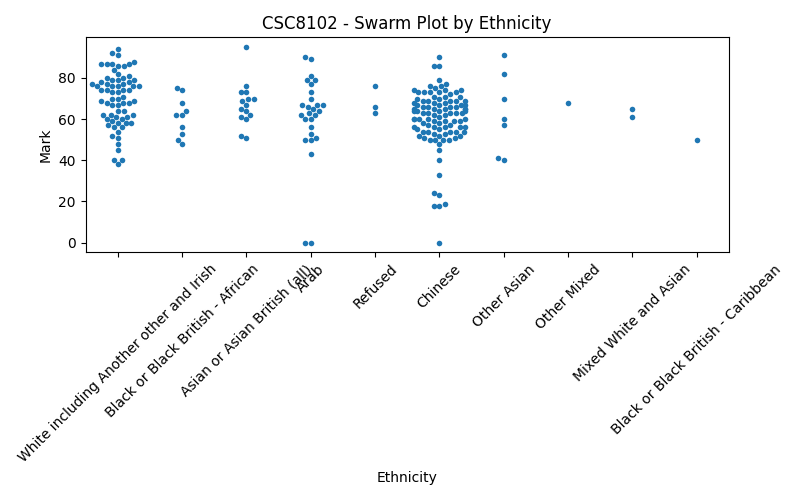 CSC8102 - Swarm Plot by Ethnicity
Mark
80
60
40
20
0
White including Another other and Irish
Black or Black British - African
Asian or Asian British (all)
Arab
Refused
Chinese
Other Asian
Other Mixed
Mixed White and Asian
Black or Black British - Caribbean
Ethnicity